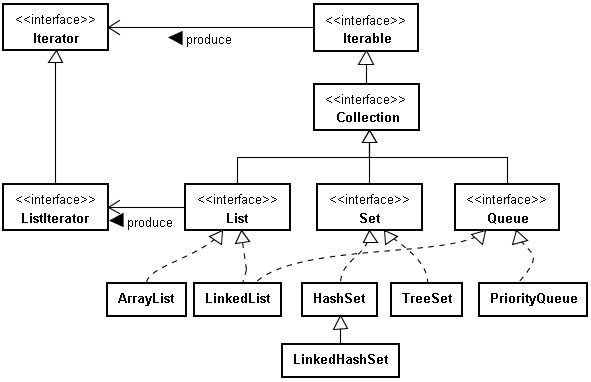 <<interface>>
Iterator
<<interface>>
Iterable
produce
<<interface>>
Collection
<<interface>>
ListIterator
<<interface>>
List
<<interface>>
Set
<<interface>>
Queue
produce
ArrayList
LinkedList
HashSet
TreeSet
PriorityQueue
LinkedHashSet